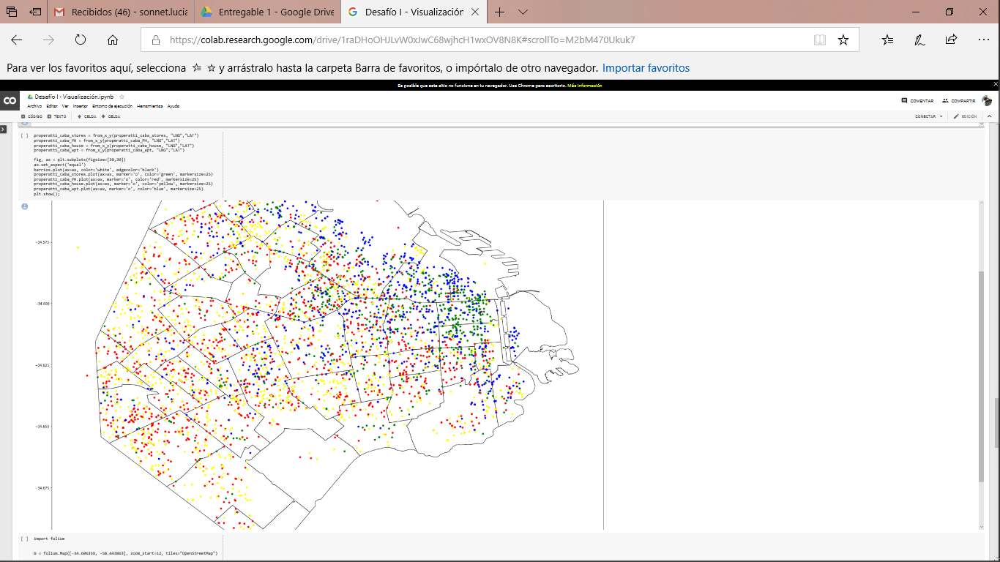 Recibidos (46) - sonnet.lucia
Entregable 1 - Google Drive
Desafío I - Visualización
https://colab.research.google.com/drive/1raDHoOHJLvW0xJwC68wjhcH1wxOV8N8K#scrollTo=M2bM470Ukuk7
Para ver los favoritos aquí, selecciona y arrástralo hasta la carpeta Barra de favoritos, o impórtalo de otro navegador. Importar favoritos
Es posible que este sitio no funcione en tu navegador. Usa Chrome para escritorio. Más información
CO
Desafío I - Visualización.ipynb
COMENTAR
COMPARTIR
Archivo Editar Ver Insertar Entorno de ejecución Herramientas Ayuda
CÓDIGO TEXTO CELDA CELDA
CONECTAR
EDICIÓN
[ ] properatti_caba_stores = from_x_y(properatti_caba_stores, "LNG","LAT")
properatti_caba_PH = from_x_y(properatti_caba_PH, "LNG","LAT")
properatti_caba_house = from_x_y(properatti_caba_house, "LNG","LAT")
properatti_caba_apt = from_x_y(properatti_caba_apt, "LNG","LAT")
fig, ax = plt.subplots(figsize=[30,30])
ax.set_aspect('equal')
barrios.plot(ax=ax, color='white', edgecolor='black')
properatti_caba_stores.plot(ax=ax, marker='o', color='green', markersize=25)
properatti_caba_PH.plot(ax=ax, marker='o', color='red', markersize=25)
properatti_caba_house.plot(ax=ax, marker='o', color='yellow', markersize=25)
properatti_caba_apt.plot(ax=ax, marker='o', color='blue', markersize=25)
plt.show();
−34.575
−34.600
−34.625
−34.650
−34.675
[ ] import folium
m = folium.Map([-34.606359, -58.443863], zoom_start=12, tiles="OpenStreetMap")